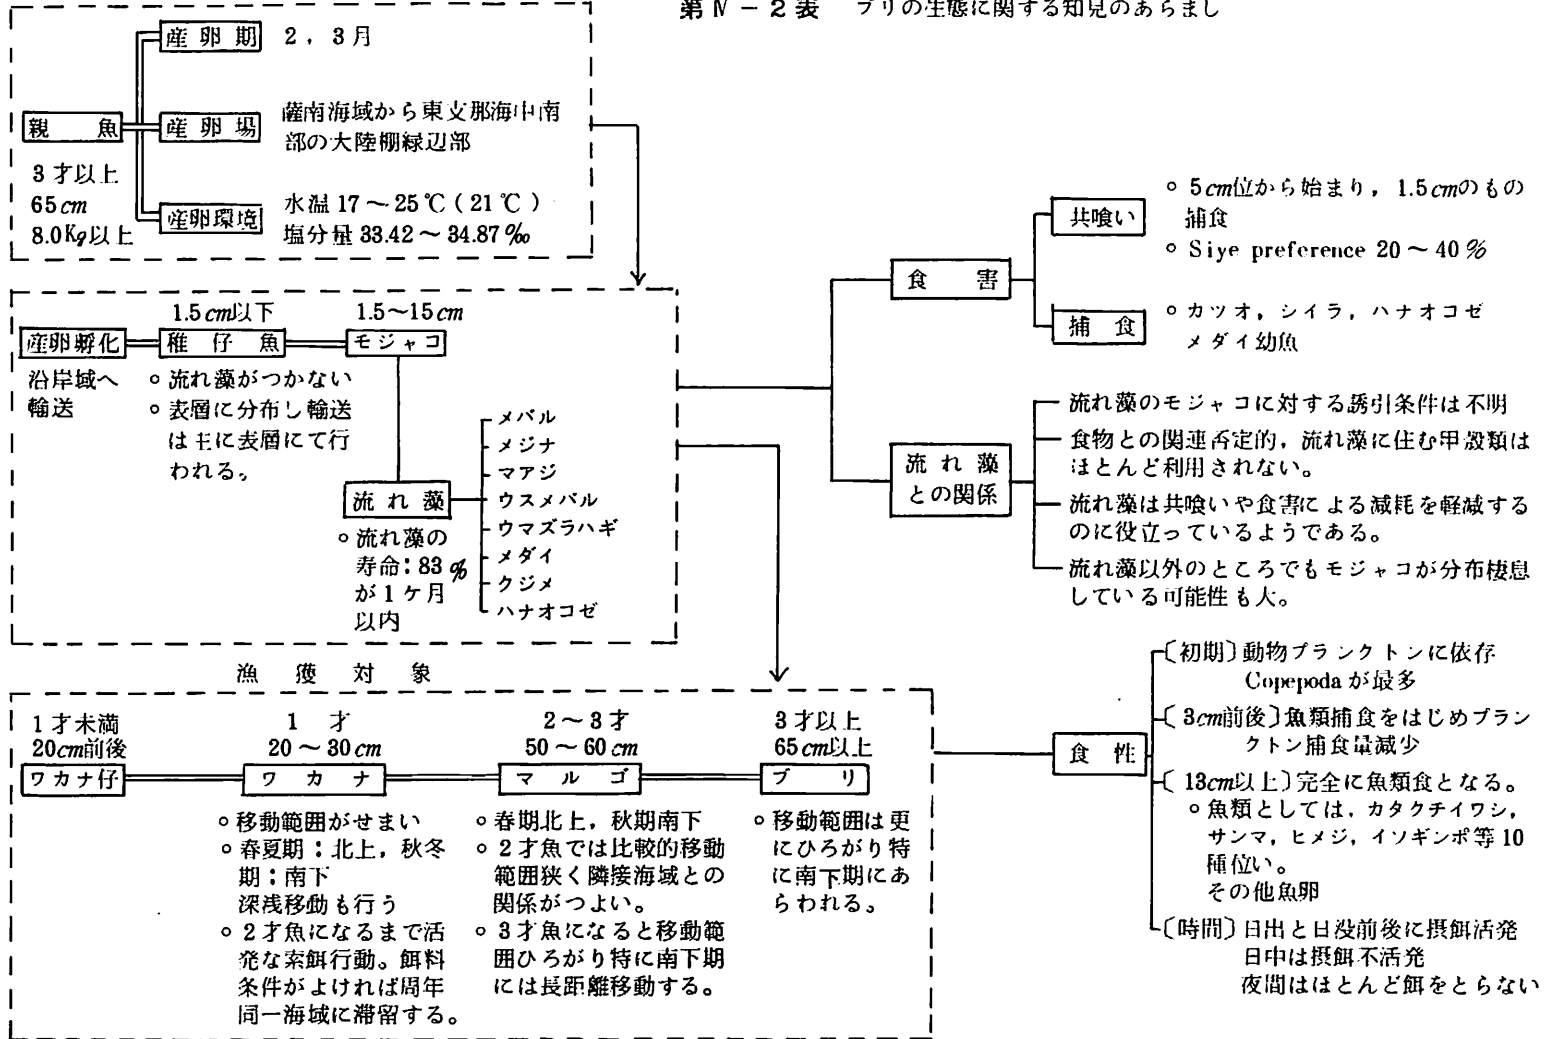 第Ⅳ－2表　ブリの生態に関する知見のあらまし
産卵期　2，3月
親魚
産卵場　薩南海域から東支那海中南
部の大陸棚縁辺部
3才以上
65cm
8.0Kg以上
産卵環境　水温17～25℃（21℃）
塩分量33.42～34.87‰
1.5cm以下　1.5～15cm
産卵孵化　稚仔魚　モジャコ
沿岸域へ
輸送
○流れ藻がつかない
○表層に分布し輸送
は主に表層にて行
われる。
流れ藻
○流れ藻の
寿命：83％
が1ケ月
以内
メバル
メジナ
マアジ
ウスメバル
ウマズラハギ
メダイ
クジメ
ハナオコゼ
食害
共喰い
○5cm位から始まり，1.5cmのもの
捕食
○Siye preference 20～40％
捕食
○カツオ，シイラ，ハナオコゼ
メダイ幼魚
流れ藻
との関係
流れ藻のモジャコに対する誘引条件は不明
食物との関連否定的，流れ藻に住む甲殻類は
ほとんど利用されない。
流れ藻は共喰いや食害による減耗を軽減する
のに役立っているようである。
流れ藻以外のところでもモジャコが分布棲息
している可能性も大。
漁獲対象
1才未満
20cm前後
ワカナ仔
1才
20～30cm
ワカナ
○移動範囲がせまい
○春夏期：北上，秋冬
期：南下
深浅移動も行う
○2才魚になるまで活
発な索餌行動。餌料
条件がよければ周年
同一海域に滞留する。
2～3才
50～60cm
マルゴ
○春期北上，秋期南下
○2才魚では比較的移動
範囲狭く隣接海域との
関係がつよい。
○3才魚になると移動範
囲ひろがり特に南下期
には長距離移動する。
3才以上
65cm以上
ブリ
○移動範囲は更
にひろがり特
に南下期にあ
らわれる。
食性
〔初期〕動物プランクトンに依存
Copepodaが最多
〔3cm前後〕魚類捕食をはじめプラン
クトン捕食量減少
〔13cm以上〕完全に魚類食となる。
○魚類としては，カタクチイワシ，
サンマ，ヒメジ，イソギンポ等10
種位い。
その他魚卵
〔時間〕日出と日没前後に摂餌活発
日中は摂餌不活発
夜間はほとんど餌をとらない